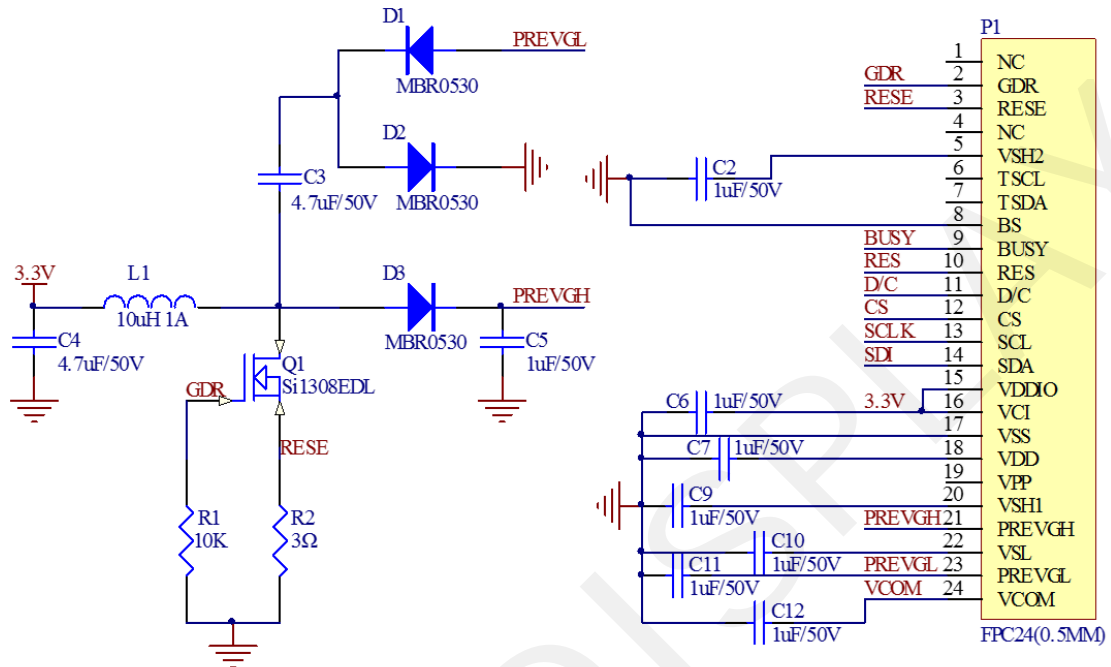 D1
PREVGL
MBR0530
D2
MBR0530
C3
4.7uF/50V
3.3V
L1
10uH 1A
D3
PREVGH
MBR0530
C4
4.7uF/50V
C5
1uF/50V
Q1
Si1308EDL
GDR
RESE
R1
10K
R2
3Ω
P1
1 NC
GDR 2 GDR
RESE 3 RESE
4 NC
5 VSH2
C2
1uF/50V
6 TSCL
7 TSDA
8 BS
BUSY 9 BUSY
RES 10 RES
D/C 11 D/C
CS 12 CS
SCLK 13 SCL
SDI 14 SDA
15 VDDIO
C6 1uF/50V 3.3V 16 VCI
17 VSS
C7 1uF/50V 18 VDD
19 VPP
C9 20 VSH1
1uF/50V
PREVGH 21 PREVGH
C10 22 VSL
1uF/50V
C11 PREVGL 23 PREVGL
1uF/50V
VCOM 24 VCOM
C12
1uF/50V
FPC24(0.5MM)
DISPLAY